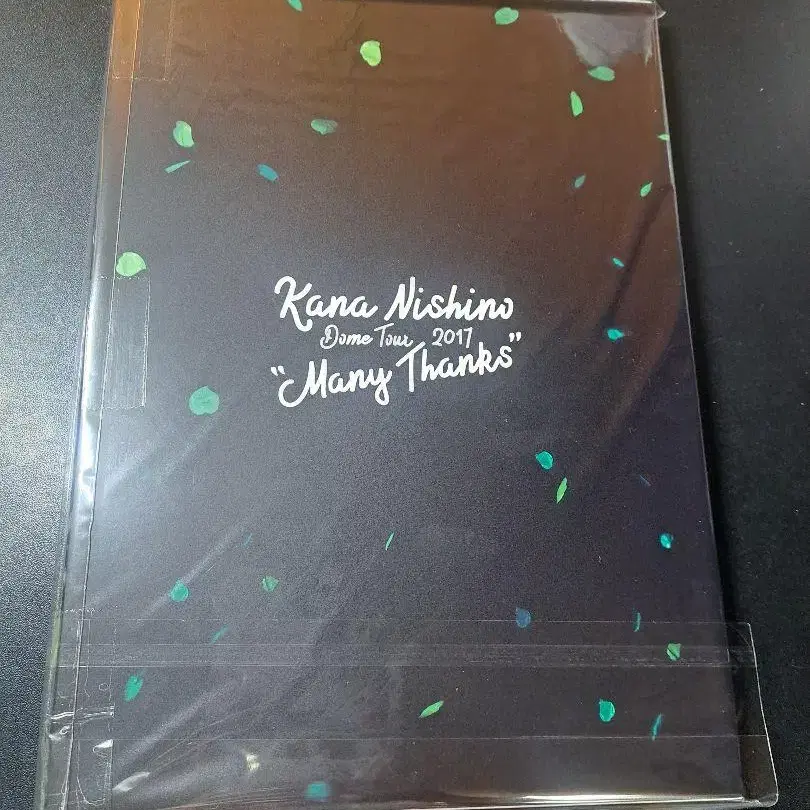 Kana Nishino
Dome Tour 2017
"Many Thanks"